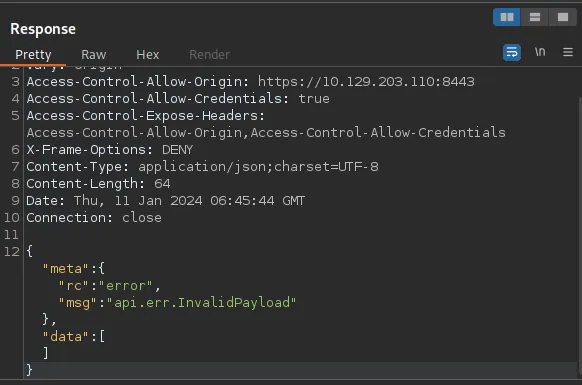 Response
Pretty Raw Hex Render
\n
2 Vary: Origin
3 Access-Control-Allow-Origin: https://10.129.203.110:8443
4 Access-Control-Allow-Credentials: true
5 Access-Control-Expose-Headers:
Access-Control-Allow-Origin,Access-Control-Allow-Credentials
6 X-Frame-Options: DENY
7 Content-Type: application/json;charset=UTF-8
8 Content-Length: 64
9 Date: Thu, 11 Jan 2024 06:45:44 GMT
10 Connection: close
11
12 {
"meta":{
"rc":"error",
"msg":"api.err.InvalidPayload"
},
"data":[
]
}